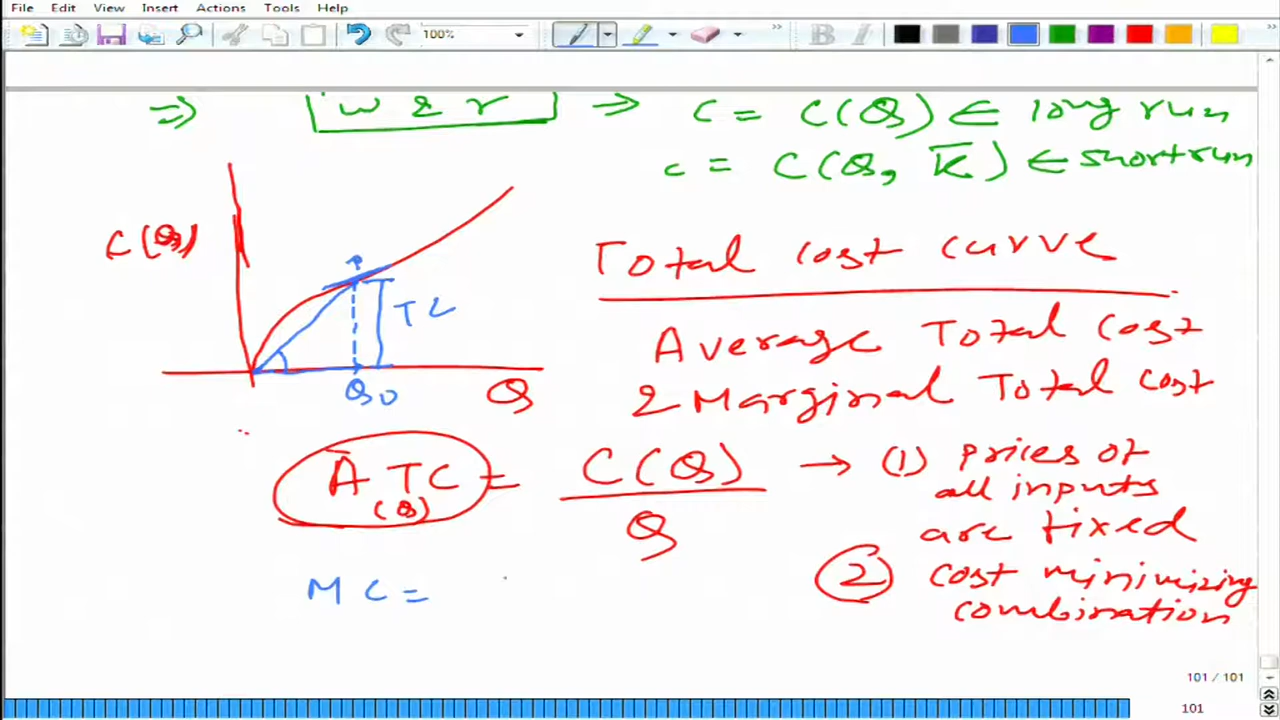 File Edit View Insert Actions Tools Help
100%
⇒ w & r ⇒ C = C(Q) ∈ long run
c = C(Q, K̅) ∈ short run
C(Q)
P
TC
Q0
Q
Total cost curve
Average Total Cost
& Marginal Total Cost
ATC = C(Q) / Q → (1) prices of
(Q)
all inputs
are fixed
2 cost minimizing
combination
MC =
101 / 101
101